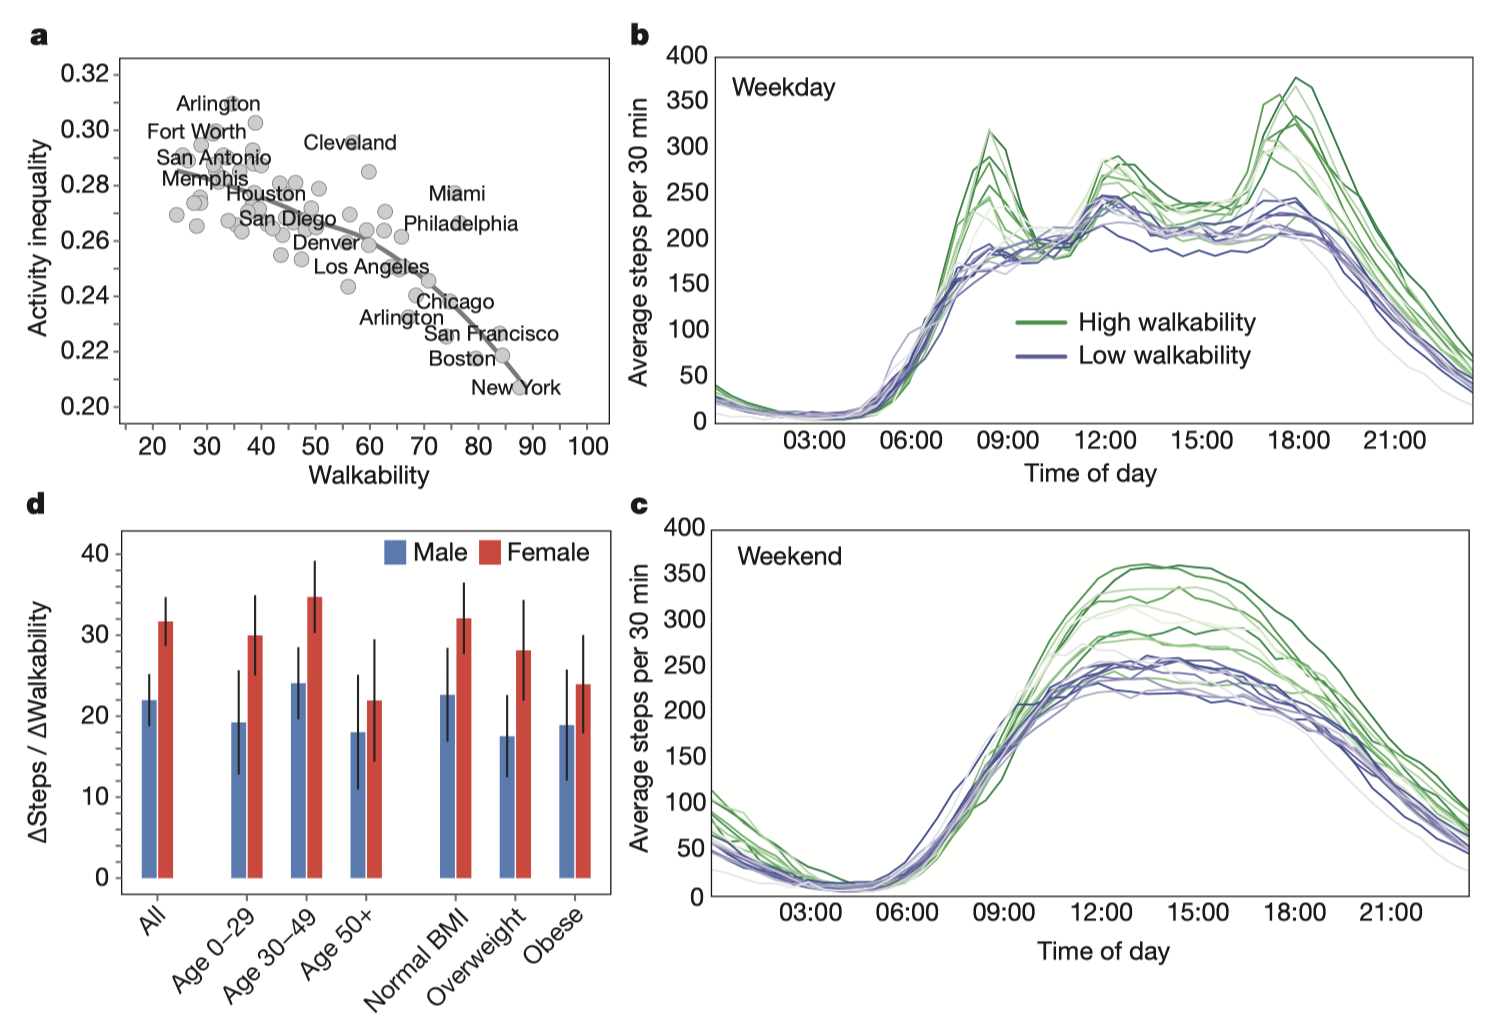 a
0.32
0.30
0.28
0.26
0.24
0.22
0.20
Activity inequality
Arlington
Fort Worth
Cleveland
San Antonio
Memphis
Houston
Miami
San Diego
Philadelphia
Denver
Los Angeles
Chicago
Arlington
San Francisco
Boston
New York
20 30 40 50 60 70 80 90 100
Walkability
b
400
350
300
250
200
150
100
50
0
Average steps per 30 min
Weekday
High walkability
Low walkability
03:00 06:00 09:00 12:00 15:00 18:00 21:00
Time of day
d
40
30
20
10
0
ΔSteps / ΔWalkability
Male Female
All
Age 0–29
Age 30–49
Age 50+
Normal BMI
Overweight
Obese
c
400
350
300
250
200
150
100
50
0
Average steps per 30 min
Weekend
03:00 06:00 09:00 12:00 15:00 18:00 21:00
Time of day